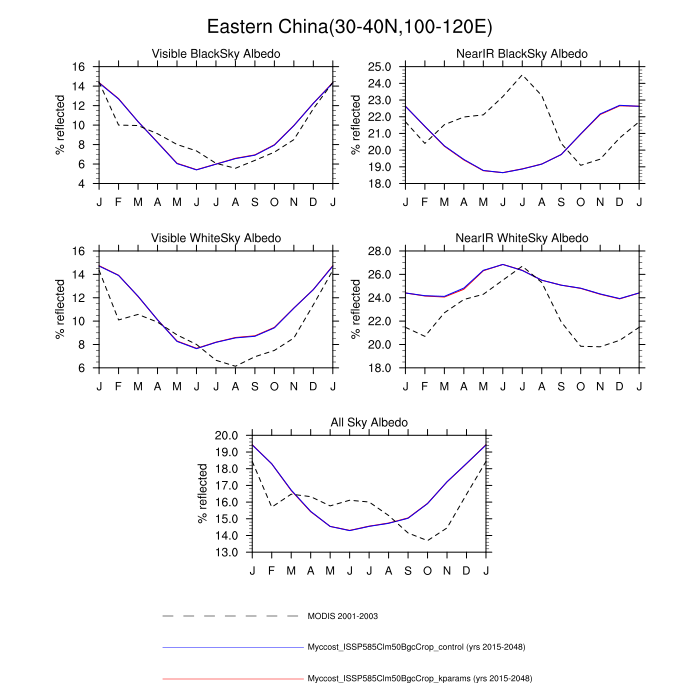 Eastern China(30-40N,100-120E)
Visible BlackSky Albedo
NearIR BlackSky Albedo
% reflected
16
14
12
10
8
6
4
J F M A M J J A S O N D J
% reflected
25.0
24.0
23.0
22.0
21.0
20.0
19.0
18.0
J F M A M J J A S O N D J
Visible WhiteSky Albedo
NearIR WhiteSky Albedo
% reflected
16
14
12
10
8
6
J F M A M J J A S O N D J
% reflected
28.0
26.0
24.0
22.0
20.0
18.0
J F M A M J J A S O N D J
All Sky Albedo
% reflected
20.0
19.0
18.0
17.0
16.0
15.0
14.0
13.0
J F M A M J J A S O N D J
MODIS 2001-2003
Myccost_ISSP585Clm50BgcCrop_control (yrs 2015-2048)
Myccost_ISSP585Clm50BgcCrop_kparams (yrs 2015-2048)